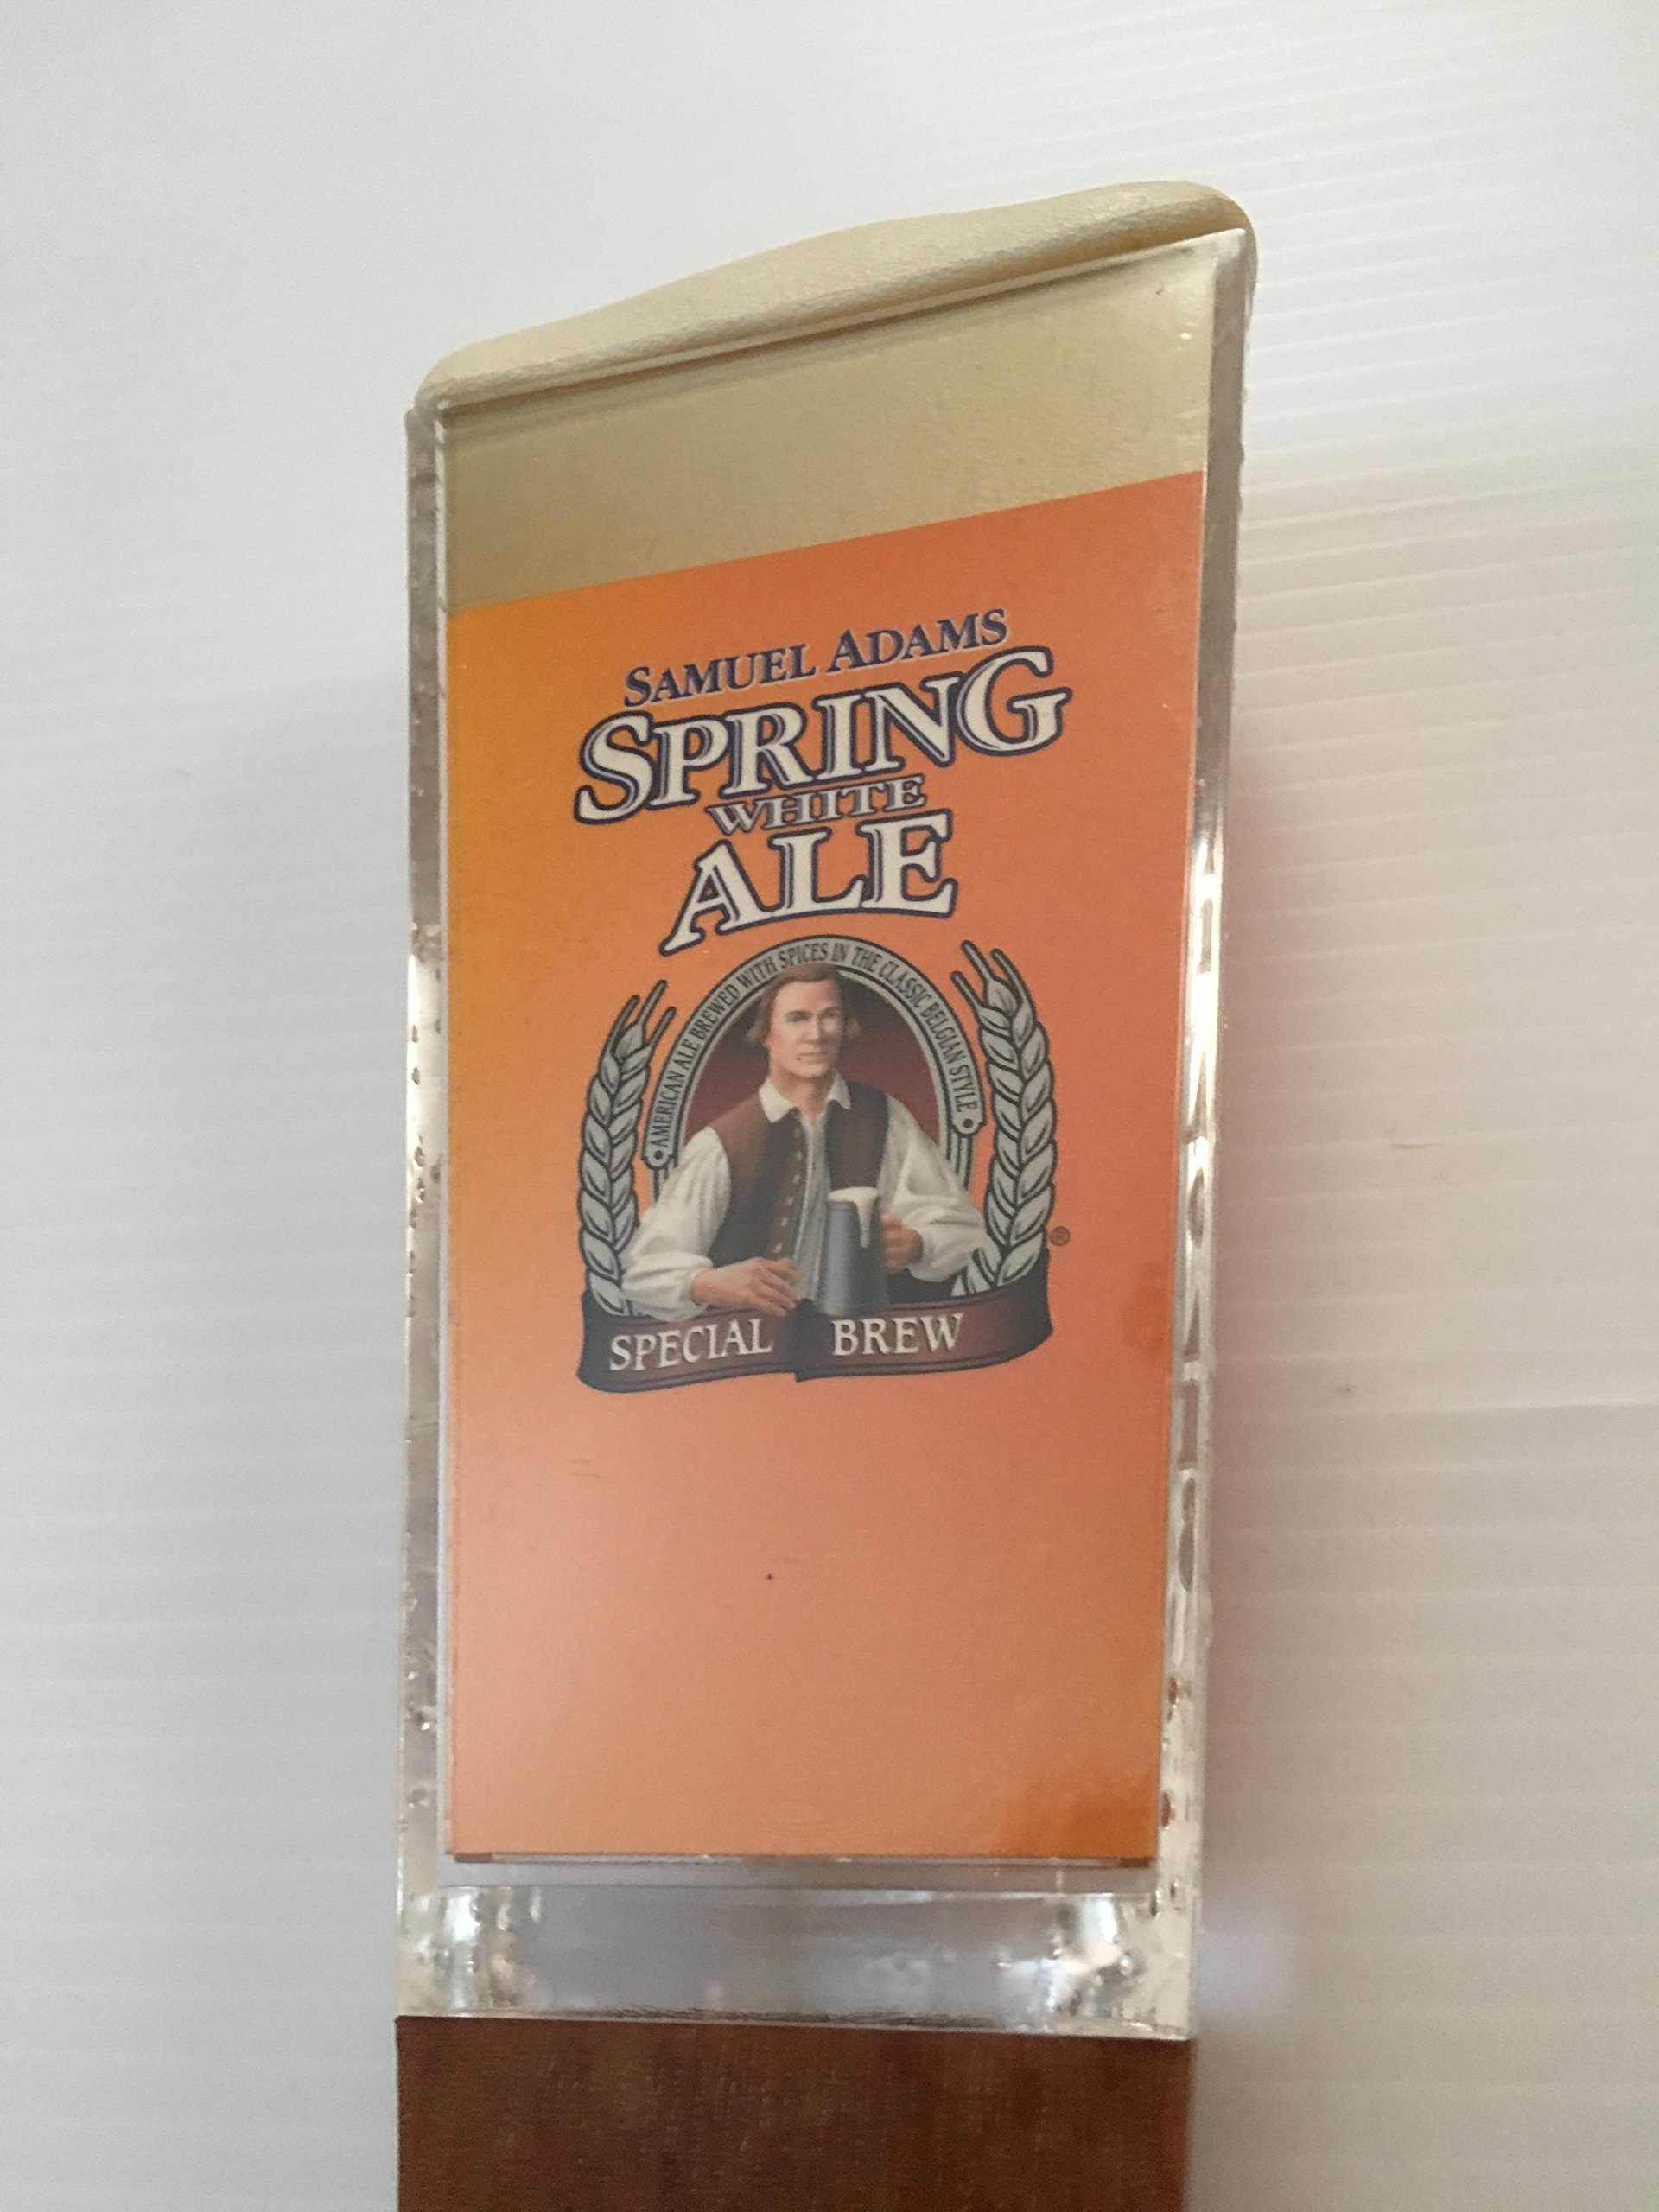 SAMUEL ADAMS
SPRING
WHITE
ALE
AMERICAN ALE BREWED WITH SPICES IN THE CLASSIC BELGIAN STYLE
®
SPECIAL BREW